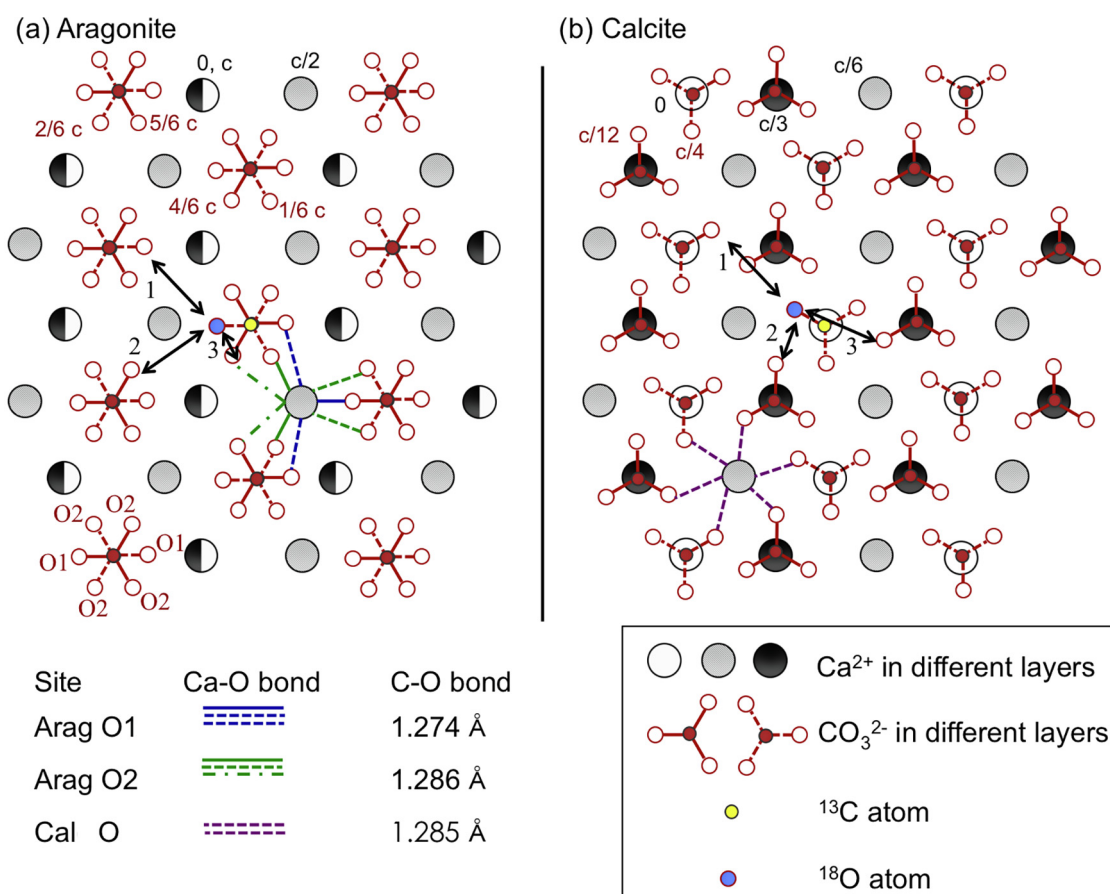 (a) Aragonite
0, c
c/2
2/6 c
5/6 c
4/6 c
1/6 c
1
2
3
O2
O2
O1
O1
O2
O2
(b) Calcite
c/6
0
c/3
c/12
c/4
1
2
3
Site Ca-O bond C-O bond
Arag O1 1.274 Å
Arag O2 1.286 Å
Cal O 1.285 Å
Ca²⁺ in different layers
CO₃²⁻ in different layers
¹³C atom
¹⁸O atom